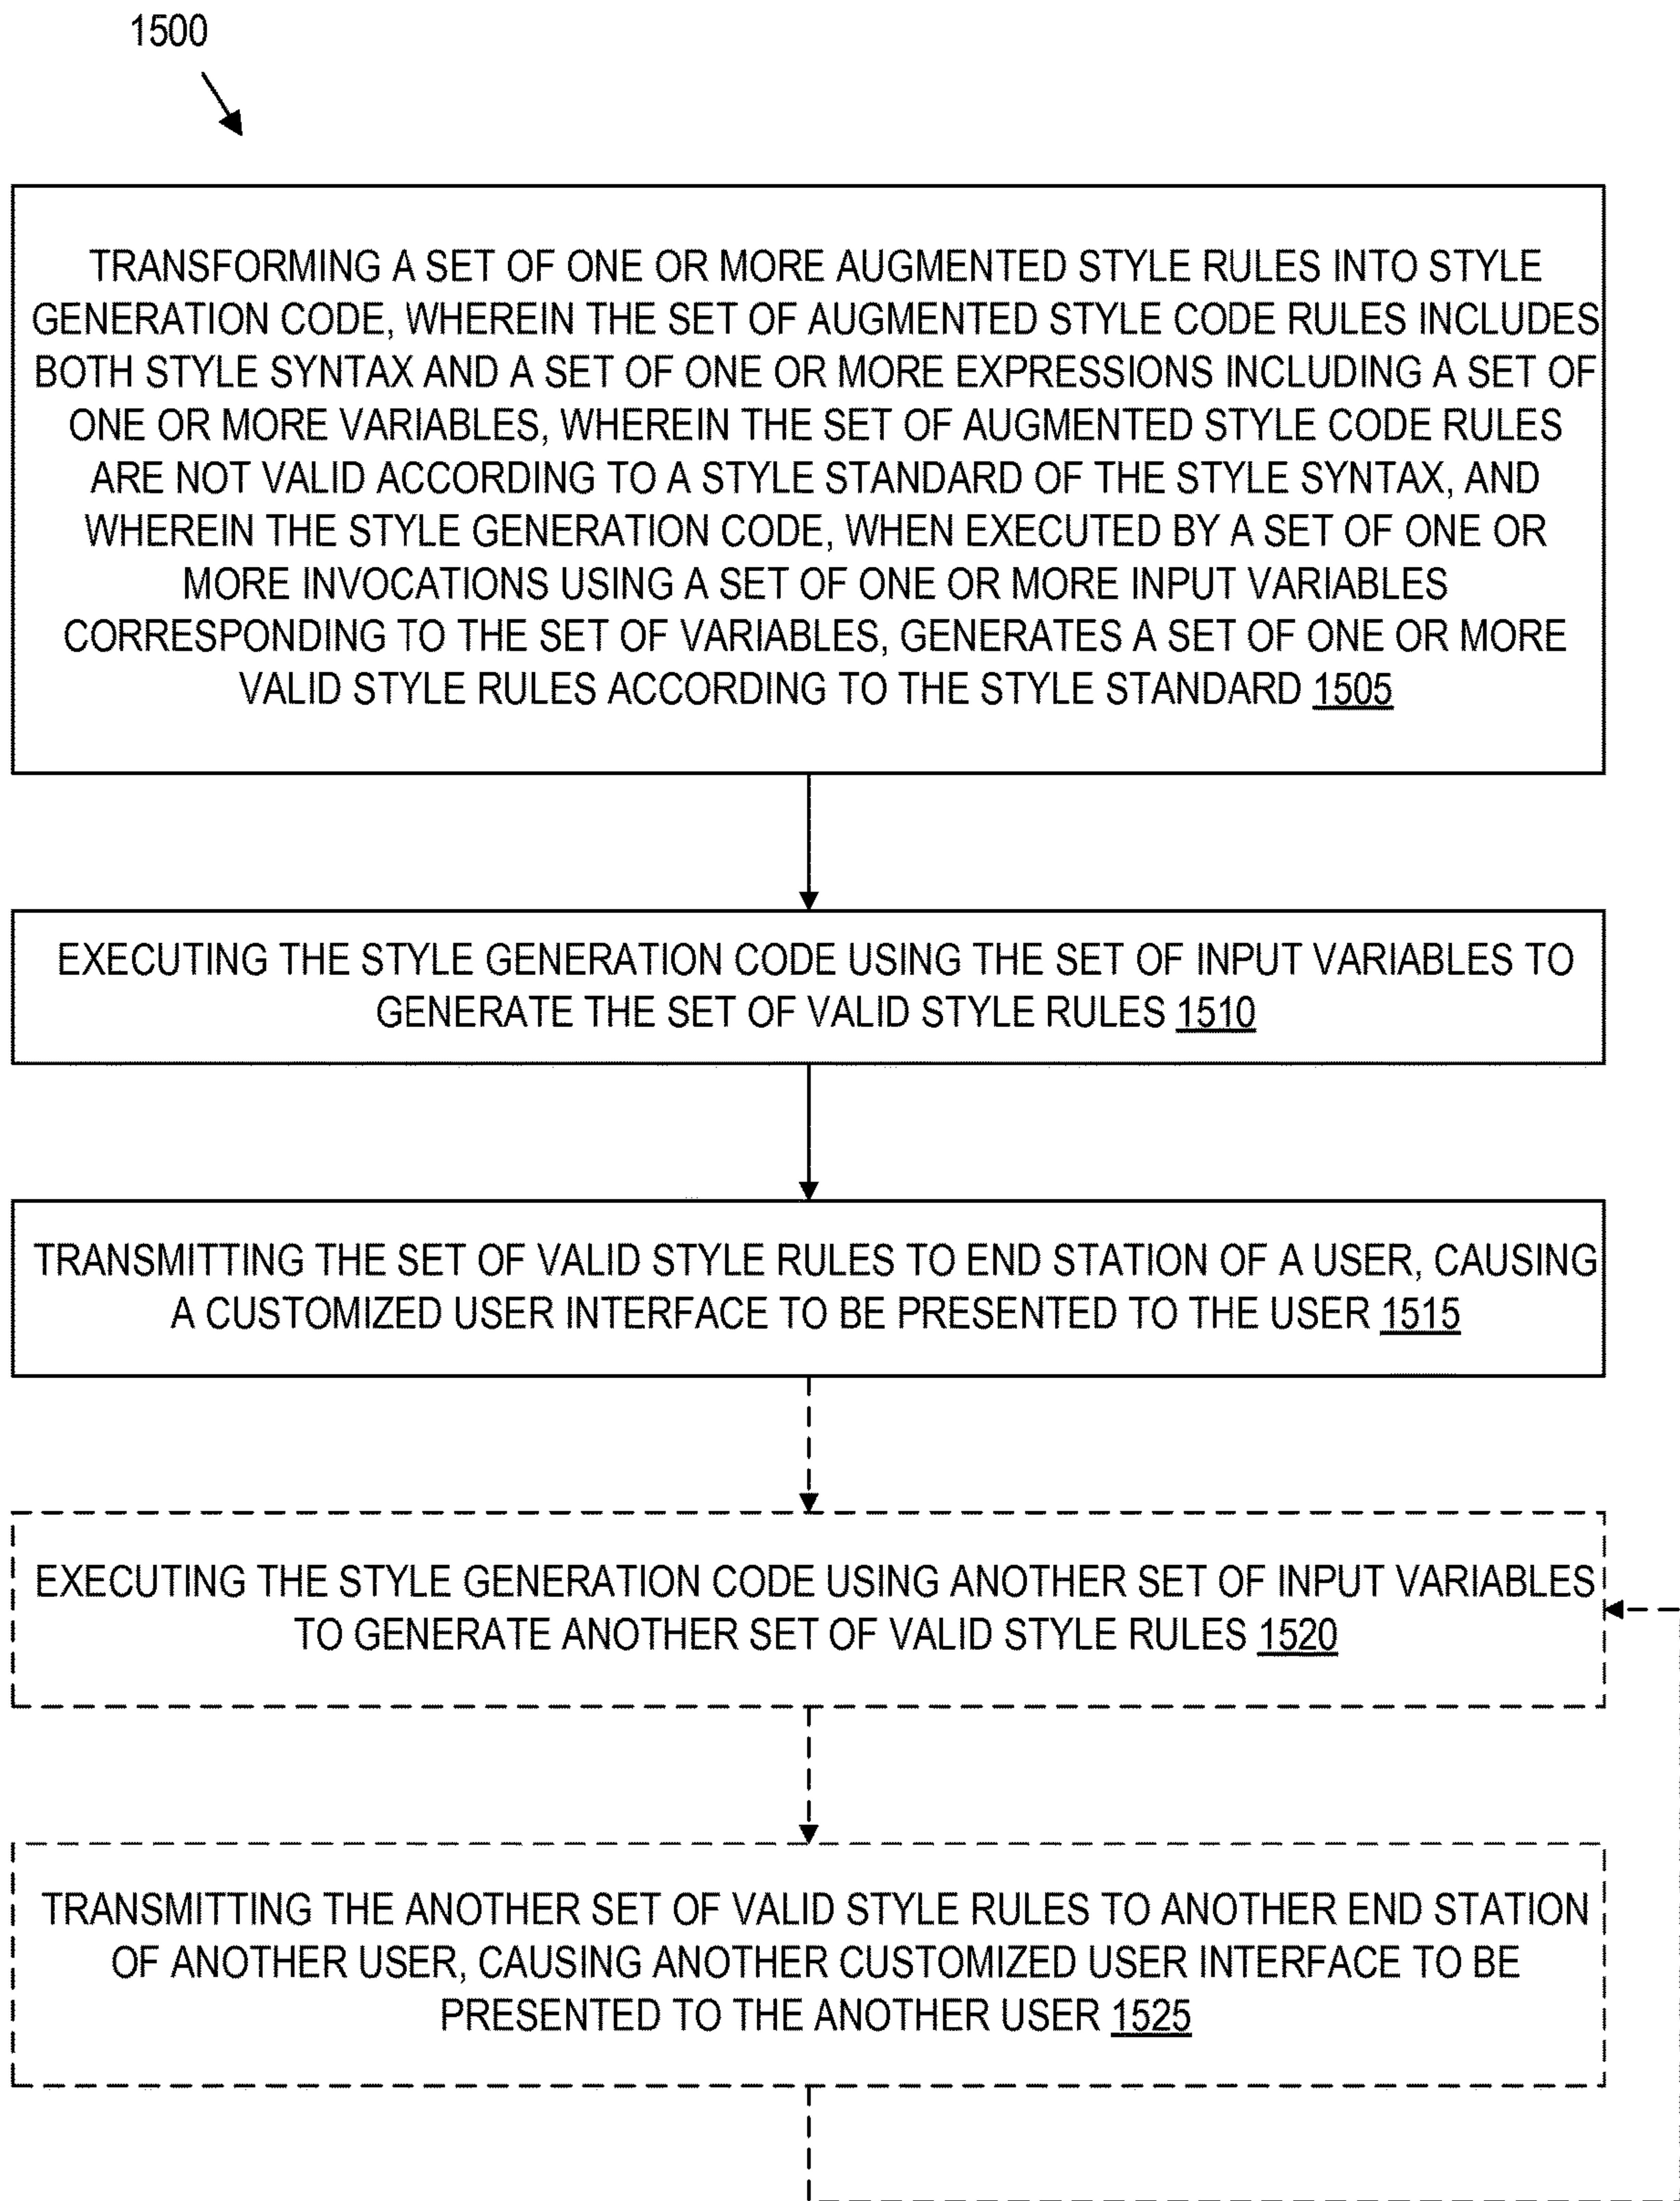 1500
TRANSFORMING A SET OF ONE OR MORE AUGMENTED STYLE RULES INTO STYLE
GENERATION CODE, WHEREIN THE SET OF AUGMENTED STYLE CODE RULES INCLUDES
BOTH STYLE SYNTAX AND A SET OF ONE OR MORE EXPRESSIONS INCLUDING A SET OF
ONE OR MORE VARIABLES, WHEREIN THE SET OF AUGMENTED STYLE CODE RULES
ARE NOT VALID ACCORDING TO A STYLE STANDARD OF THE STYLE SYNTAX, AND
WHEREIN THE STYLE GENERATION CODE, WHEN EXECUTED BY A SET OF ONE OR
MORE INVOCATIONS USING A SET OF ONE OR MORE INPUT VARIABLES
CORRESPONDING TO THE SET OF VARIABLES, GENERATES A SET OF ONE OR MORE
VALID STYLE RULES ACCORDING TO THE STYLE STANDARD 1505
EXECUTING THE STYLE GENERATION CODE USING THE SET OF INPUT VARIABLES TO
GENERATE THE SET OF VALID STYLE RULES 1510
TRANSMITTING THE SET OF VALID STYLE RULES TO END STATION OF A USER, CAUSING
A CUSTOMIZED USER INTERFACE TO BE PRESENTED TO THE USER 1515
EXECUTING THE STYLE GENERATION CODE USING ANOTHER SET OF INPUT VARIABLES
TO GENERATE ANOTHER SET OF VALID STYLE RULES 1520
TRANSMITTING THE ANOTHER SET OF VALID STYLE RULES TO ANOTHER END STATION
OF ANOTHER USER, CAUSING ANOTHER CUSTOMIZED USER INTERFACE TO BE
PRESENTED TO THE ANOTHER USER 1525